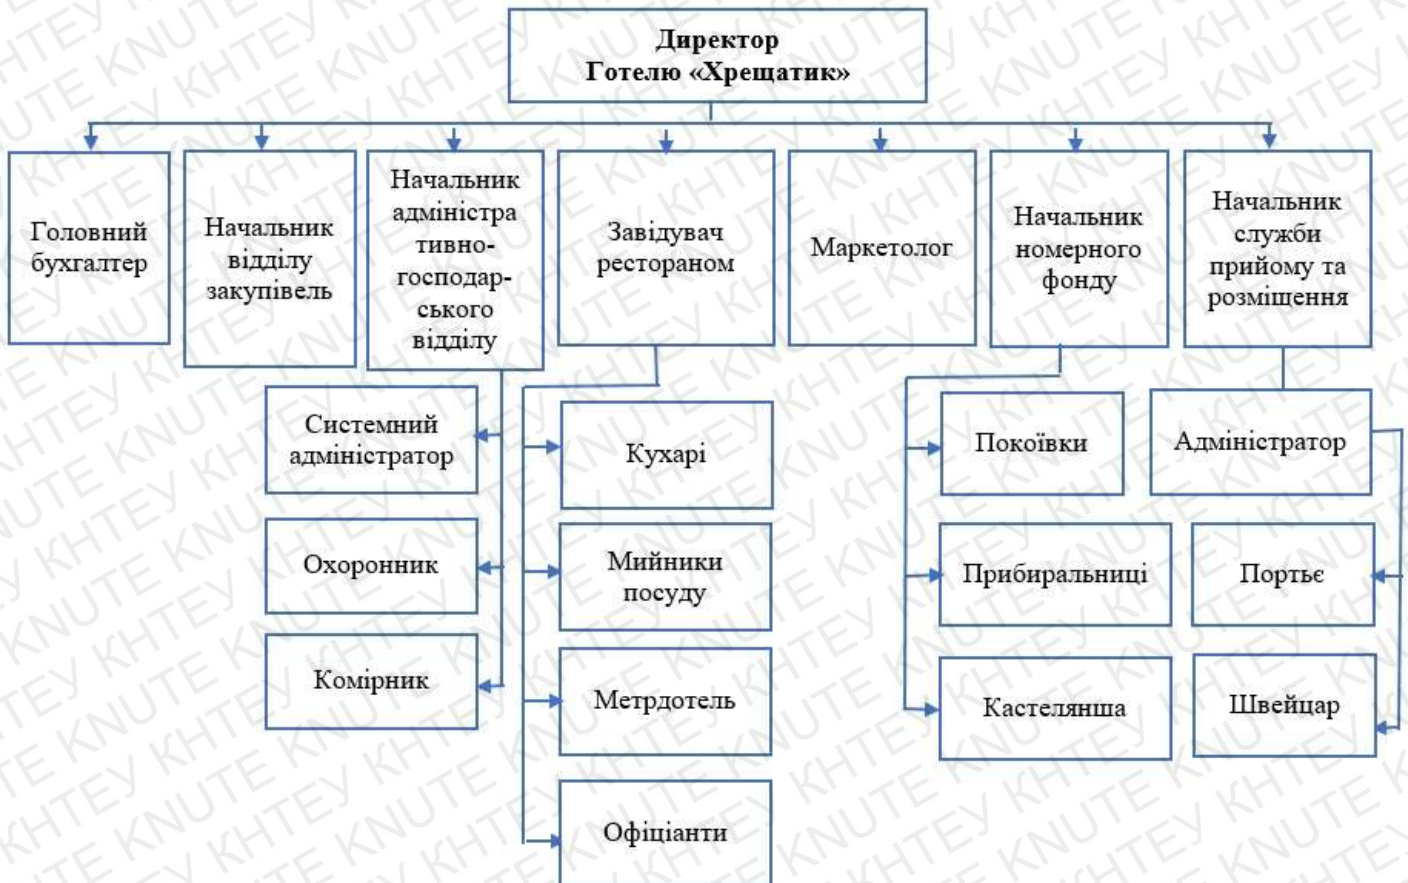 Директор
Готелю «Хрещатик»
Головний
бухгалтер
Начальник
відділу
закупівель
Начальник
адміністра
тивно-
господар-
ського
відділу
Завідувач
рестораном
Маркетолог
Начальник
номерного
фонду
Начальник
служби
прийому та
розміщення
Системний
адміністратор
Охоронник
Комірник
Кухарі
Мийники
посуду
Метрдотель
Офіціанти
Покоївки
Прибиральниці
Кастелянша
Адміністратор
Портьє
Швейцар